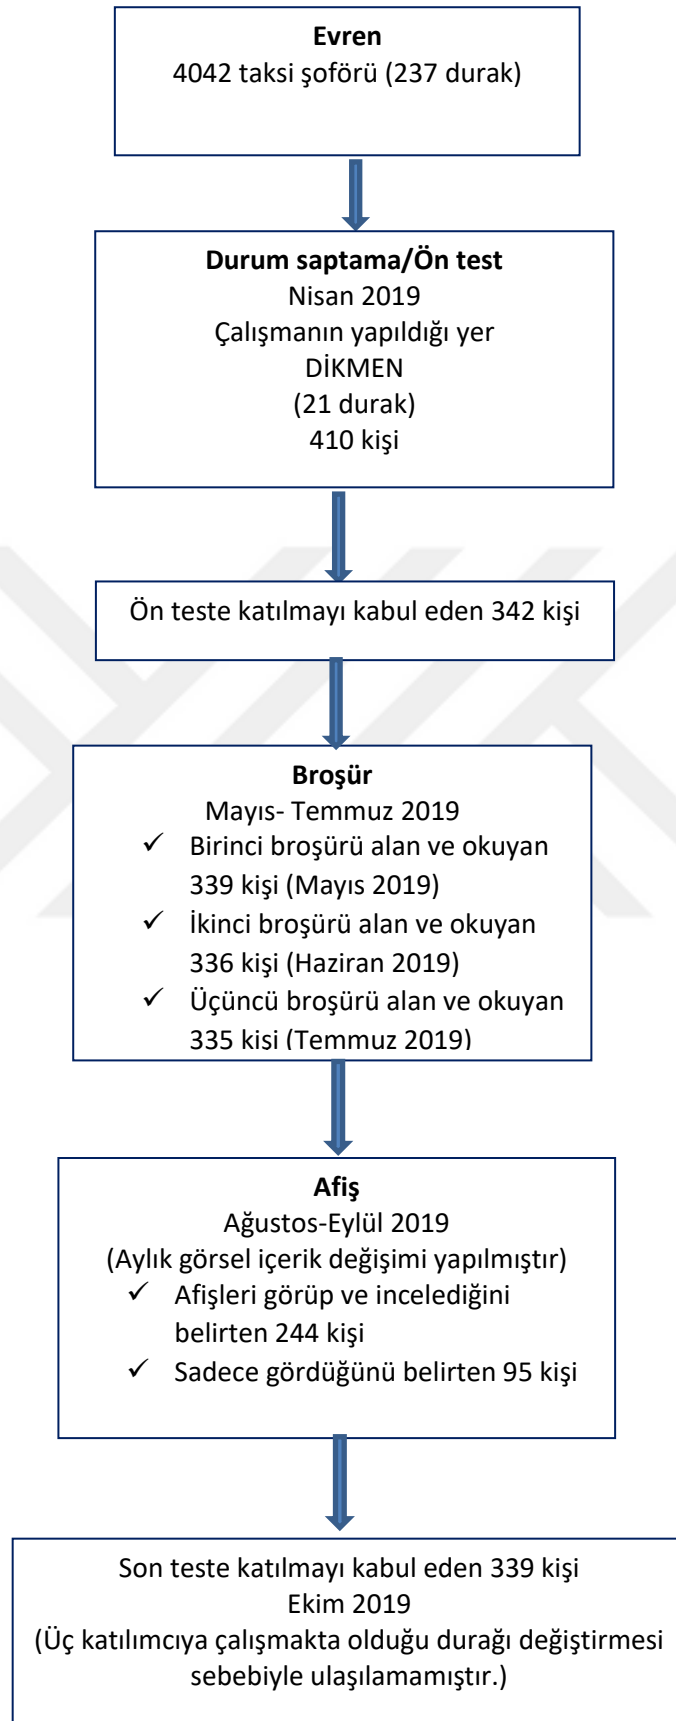 Evren
4042 taksi şoförü (237 durak)
Durum saptama/Ön test
Nisan 2019
Çalışmanın yapıldığı yer
DİKMEN
(21 durak)
410 kişi
Ön teste katılmayı kabul eden 342 kişi
Broşür
Mayıs- Temmuz 2019
✓ Birinci broşürü alan ve okuyan
339 kişi (Mayıs 2019)
✓ İkinci broşürü alan ve okuyan
336 kişi (Haziran 2019)
✓ Üçüncü broşürü alan ve okuyan
335 kişi (Temmuz 2019)
Afiş
Ağustos-Eylül 2019
(Aylık görsel içerik değişimi yapılmıştır)
✓ Afişleri görüp ve incelediğini
belirten 244 kişi
✓ Sadece gördüğünü belirten 95 kişi
Son teste katılmayı kabul eden 339 kişi
Ekim 2019
(Üç katılımcıya çalışmakta olduğu durağı değiştirmesi
sebebiyle ulaşılamamıştır.)